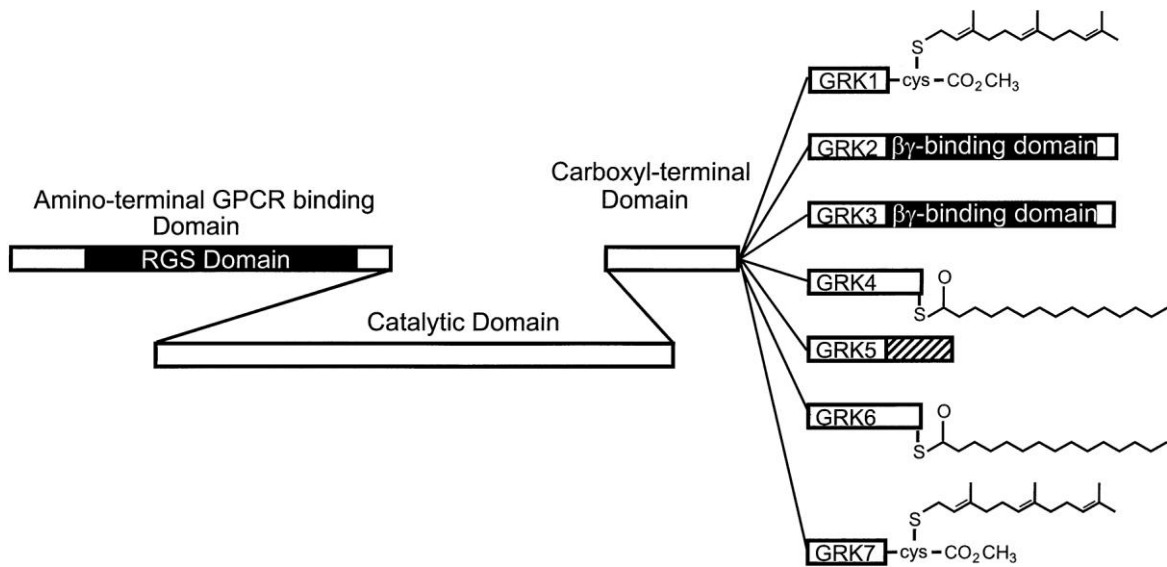 Amino-terminal GPCR binding
Domain
RGS Domain
Catalytic Domain
Carboxyl-terminal
Domain
S
GRK1
cys
CO₂CH₃
GRK2
βγ-binding domain
GRK3
βγ-binding domain
GRK4
O
S
GRK5
GRK6
O
S
S
GRK7
cys
CO₂CH₃